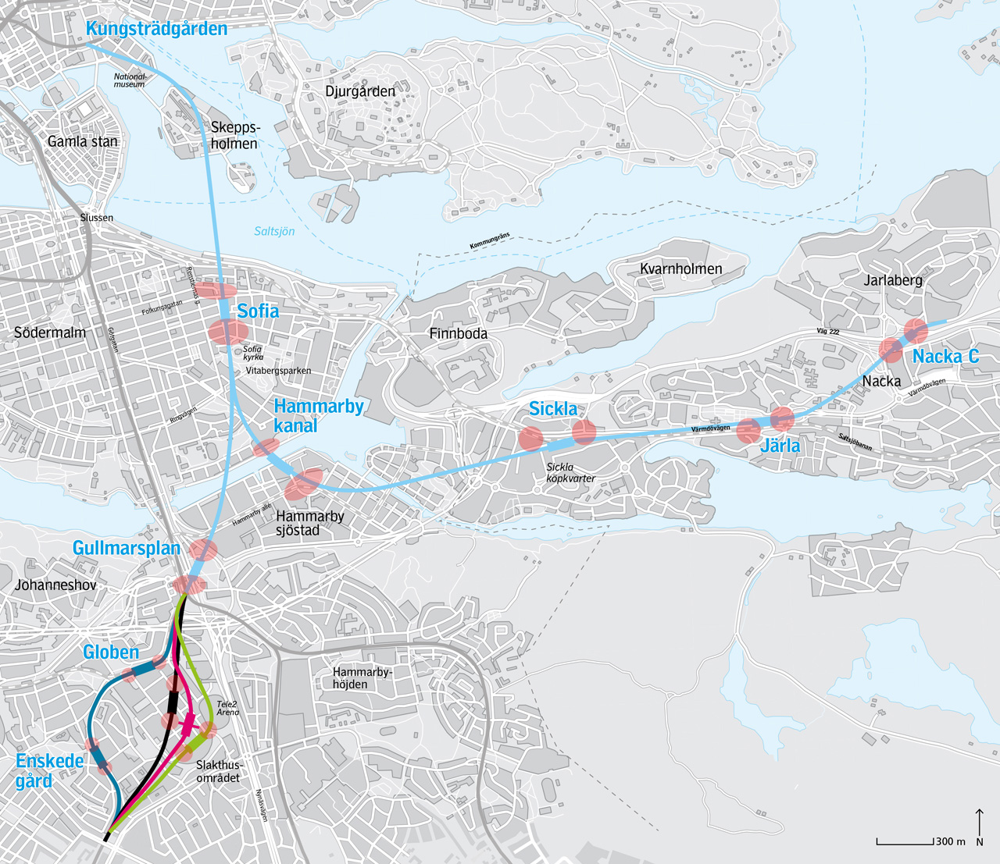 Kungsträdgården
National-
museum
Djurgården
Skepps-
holmen
Gamla stan
Slussen
Saltsjön
Kommungräns
Kvarnholmen
Jarlaberg
Renstiernas g.
Folkungagatan
Sofia
Södermalm
Götgatan
Finnboda
Väg 222
Sofia
kyrka
Vitabergsparken
Nacka C
Nacka
Värmdövägen
Ringvägen
Hammarby
kanal
Sickla
Värmdövägen
Järla
Saltsjöbanan
Sickla
köpkvarter
Hammarby allé
Hammarby
sjöstad
Gullmarsplan
Johanneshov
Globen
Hammarby-
höjden
Tele2
Arena
Enskede
gård
Slakthus-
området
Nynäsvägen
300 m
N